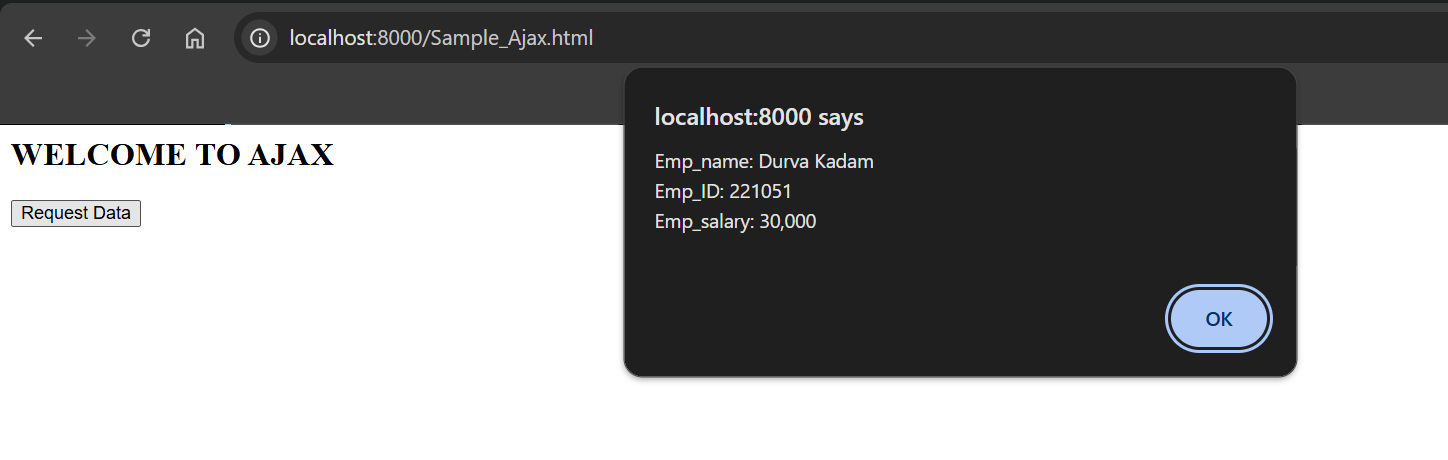 localhost:8000/Sample_Ajax.html
localhost:8000 says
Emp_name: Durva Kadam
Emp_ID: 221051
Emp_salary: 30,000
OK
WELCOME TO AJAX
Request Data